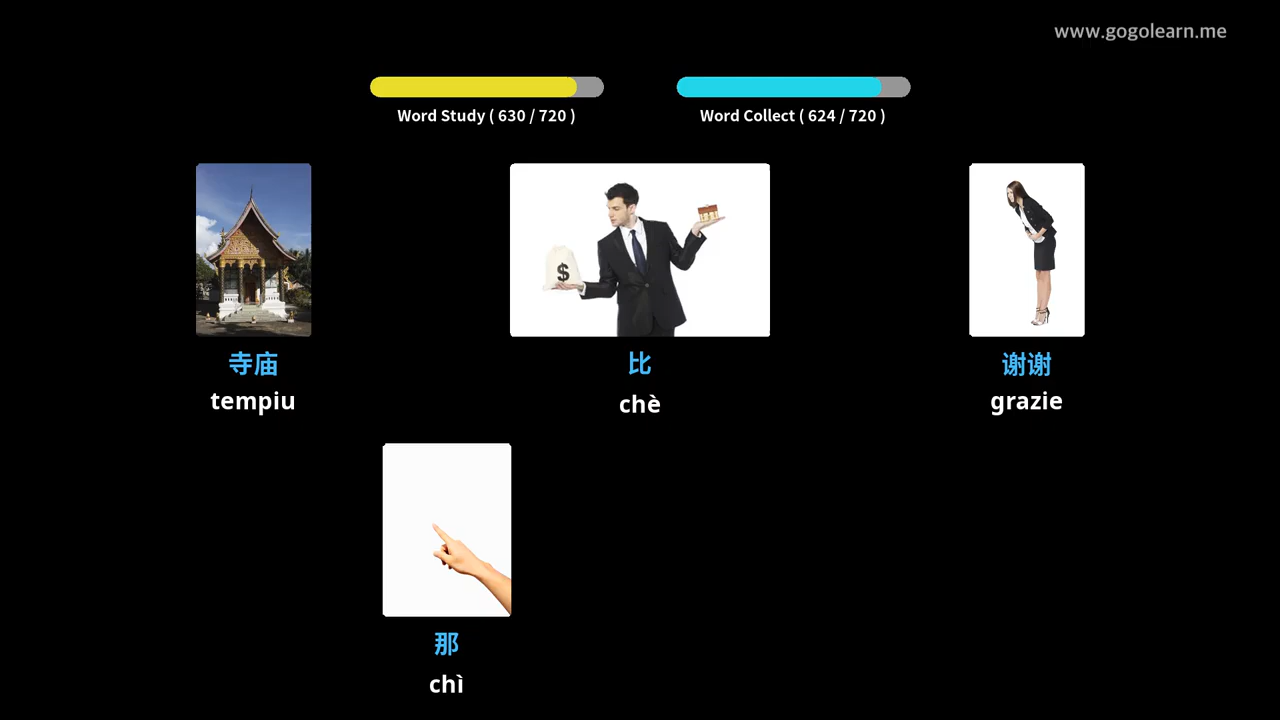 www.gogolearn.me
Word Study ( 630 / 720 )
Word Collect ( 624 / 720 )
$
寺庙
tempiu
比
chè
谢谢
grazie
那
chì